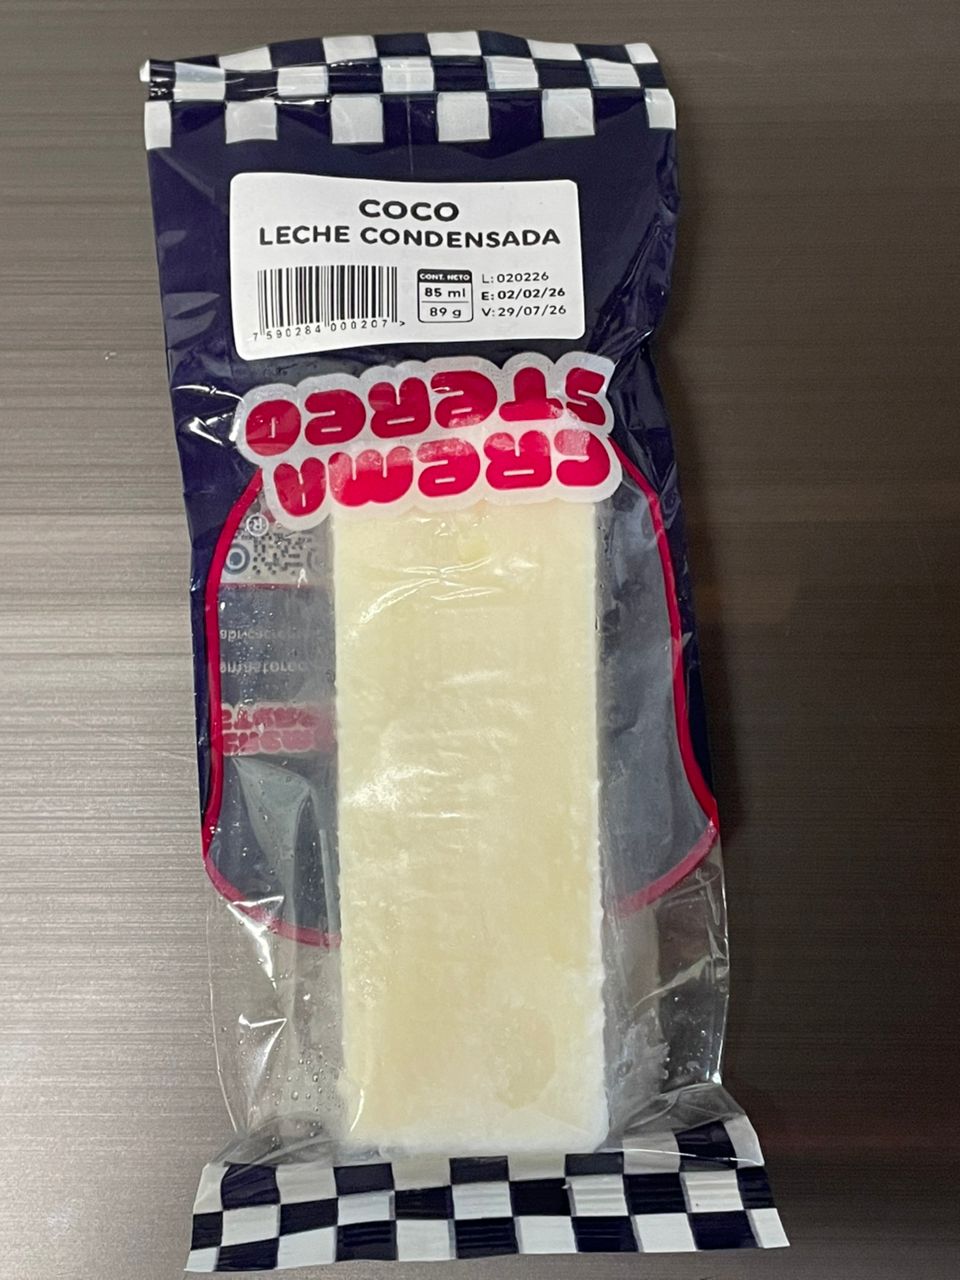 COCO
LECHE CONDENSADA
CONT. NETO
85 ml
89 g
L: 020226
E: 02/02/26
V: 29/07/26
7 590284 000207 >
CREMA
STEREO
®